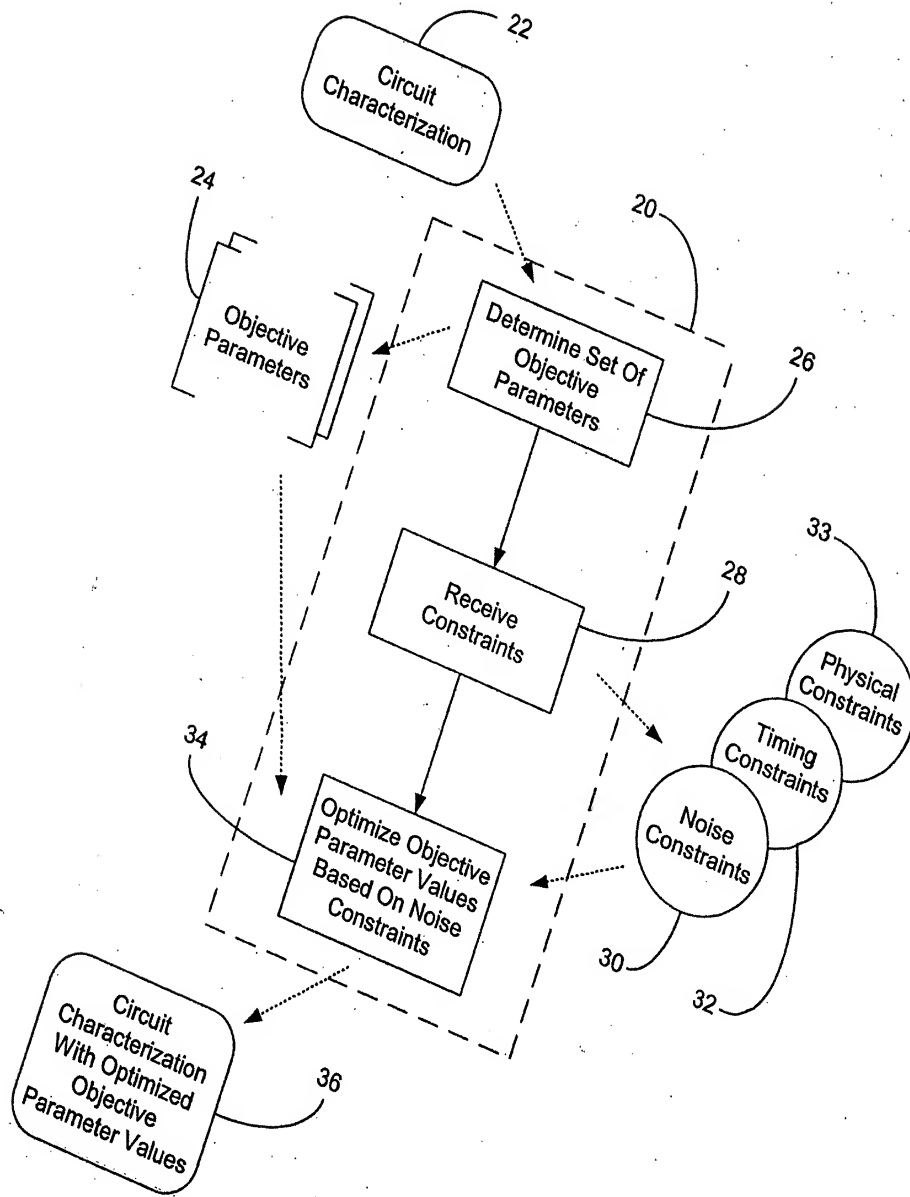 22
Circuit
Characterization
24
20
Objective
Parameters
Determine Set Of
Objective
Parameters
26
33
28
Receive
Constraints
Physical
Constraints
Timing
Constraints
Noise
Constraints
34
Optimize Objective
Parameter Values
Based On Noise
Constraints
30
32
Circuit
Characterization
With Optimized
Objective
Parameter Values
36